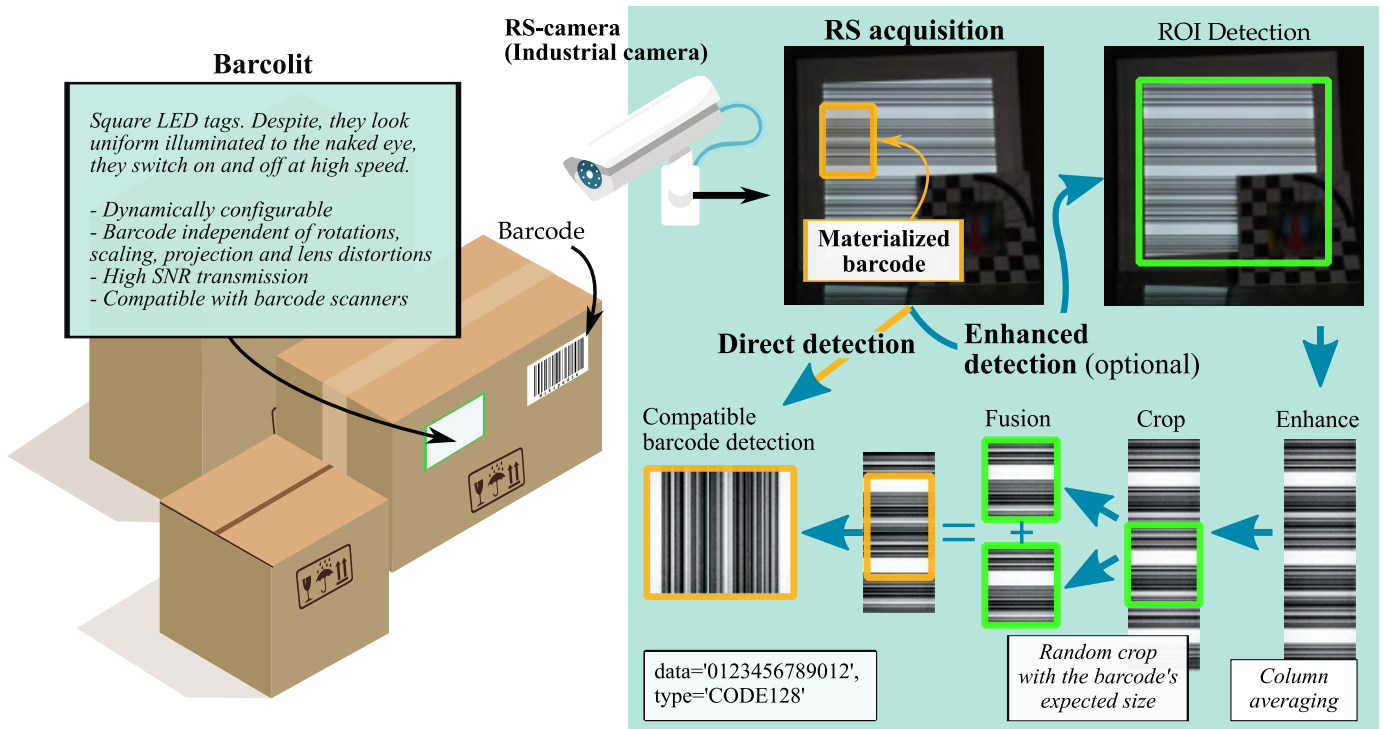 Barcolit
Square LED tags. Despite, they look
uniform illuminated to the naked eye,
they switch on and off at high speed.
- Dynamically configurable
- Barcode independent of rotations,
scaling, projection and lens distortions
- High SNR transmission
- Compatible with barcode scanners
Barcode
RS-camera
(Industrial camera)
RS acquisition
ROI Detection
Materialized
barcode
Direct detection
Enhanced
detection (optional)
Compatible
barcode detection
Fusion
Crop
Enhance
data='0123456789012',
type='CODE128'
Random crop
with the barcode's
expected size
Column
averaging